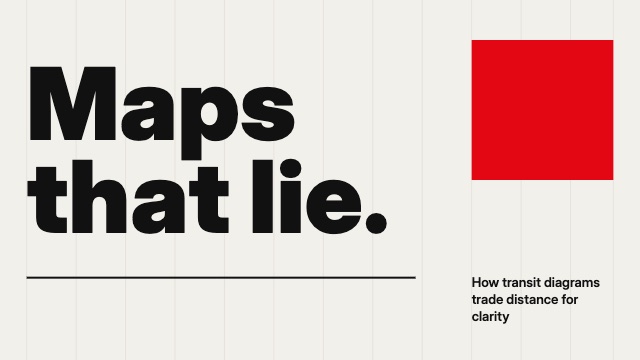 Maps
that lie.
How transit diagrams
trade distance for
clarity